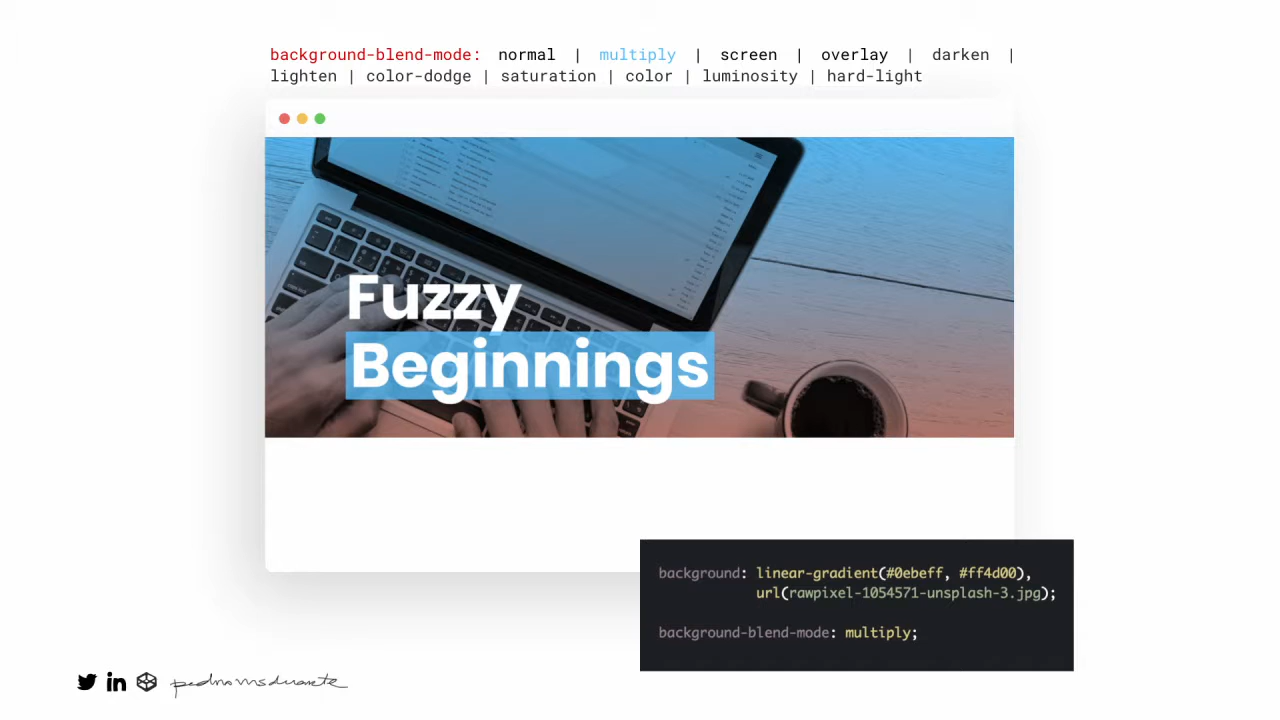 background-blend-mode: normal | multiply | screen | overlay | darken |
lighten | color-dodge | saturation | color | luminosity | hard-light
Fuzzy
Beginnings
background: linear-gradient(#0ebeff, #ff4d00),
url(rawpixel-1054571-unsplash-3.jpg);
background-blend-mode: multiply;
in
pedromsduarte